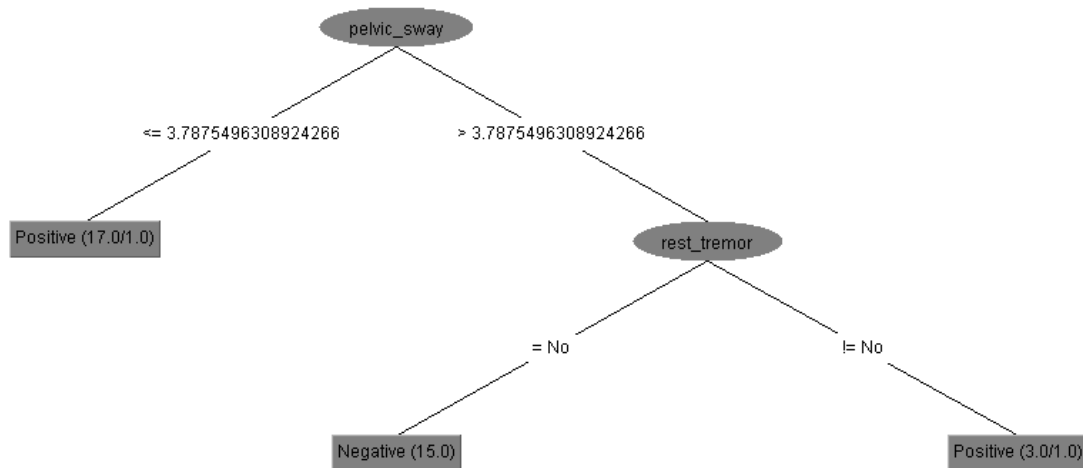 pelvic_sway
<= 3.7875496308924266
> 3.7875496308924266
Positive (17.0/1.0)
rest_tremor
= No
!= No
Negative (15.0)
Positive (3.0/1.0)